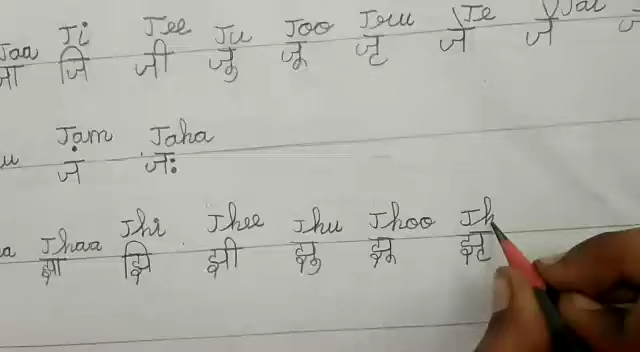 Jaa Ji Jee Ju Joo Jru Je Jai
जा जि जी जु जू जृ जे जै
Jam Jaha
जं जः
Jhaa Jhi Jhee Jhu Jhoo Jh
झा झि झी झु झू झृ